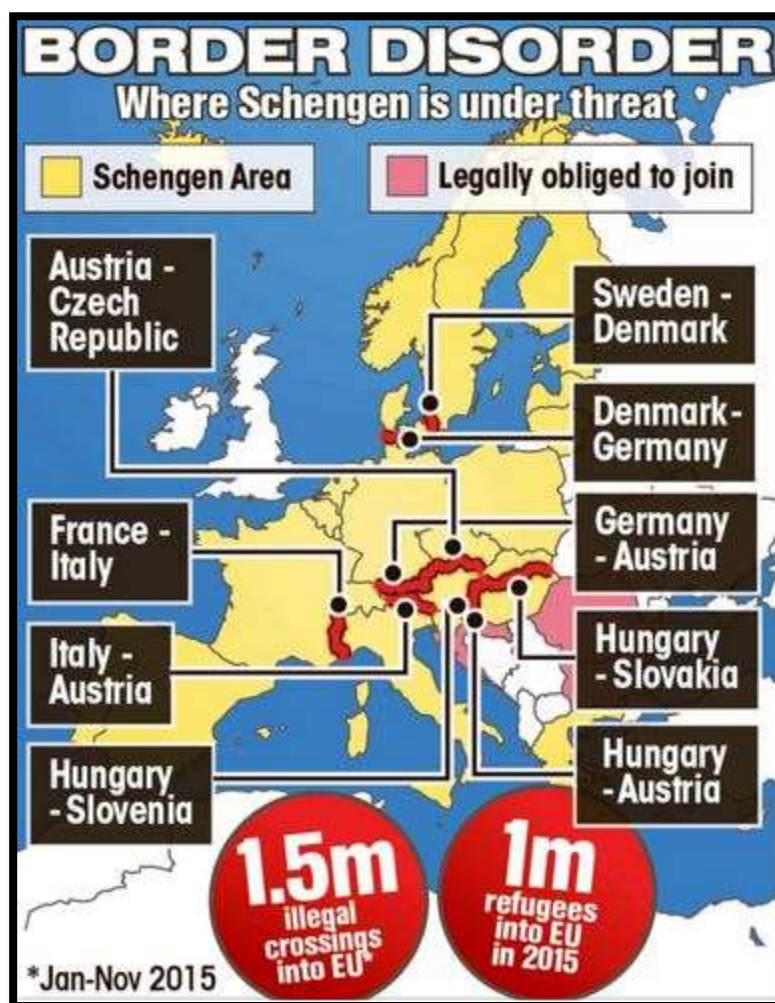 BORDER DISORDER
Where Schengen is under threat
Schengen Area
Legally obliged to join
Austria -
Czech
Republic
Sweden -
Denmark
Denmark-
Germany
France -
Italy
Germany
- Austria
Italy -
Austria
Hungary
- Slovakia
Hungary
- Slovenia
Hungary
-Austria
1.5m
illegal
crossings
into EU*
1m
refugees
into EU
in 2015
*Jan-Nov 2015